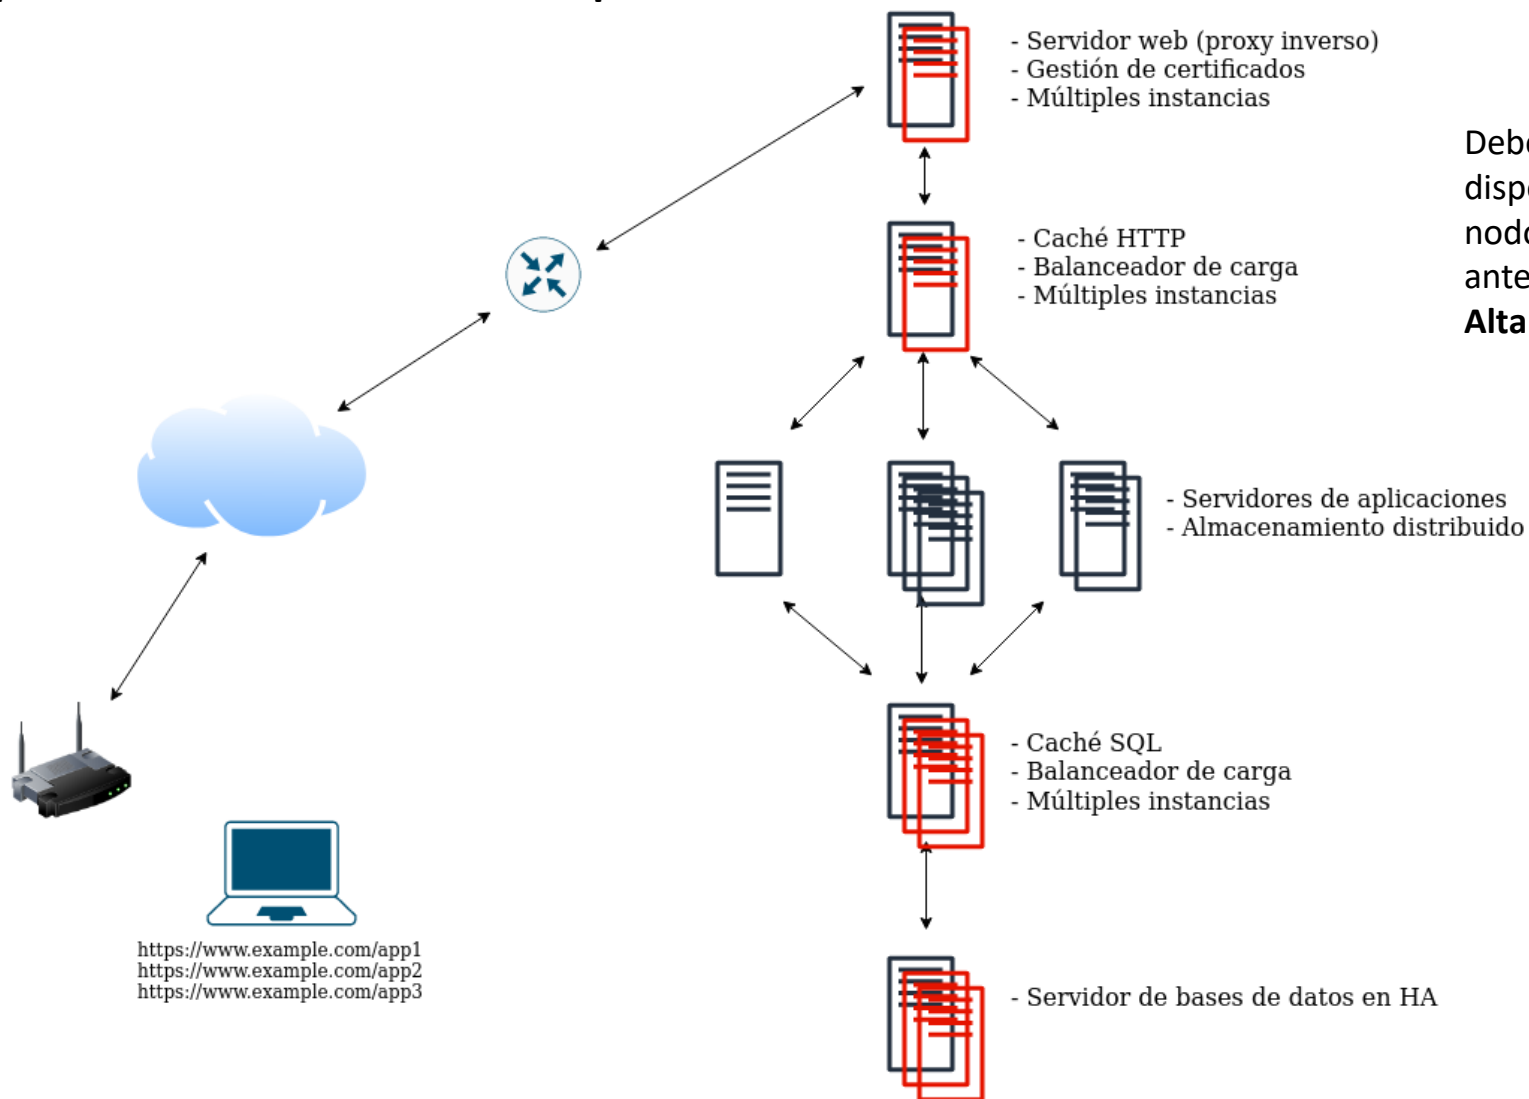 - Servidor web (proxy inverso)
- Gestión de certificados
- Múltiples instancias
- Caché HTTP
- Balanceador de carga
- Múltiples instancias
Alta
- Servidores de aplicaciones
- Almacenamiento distribuido
- Caché SQL
- Balanceador de carga
- Múltiples instancias
https://www.example.com/app1
https://www.example.com/app2
https://www.example.com/app3
- Servidor de bases de datos en HA